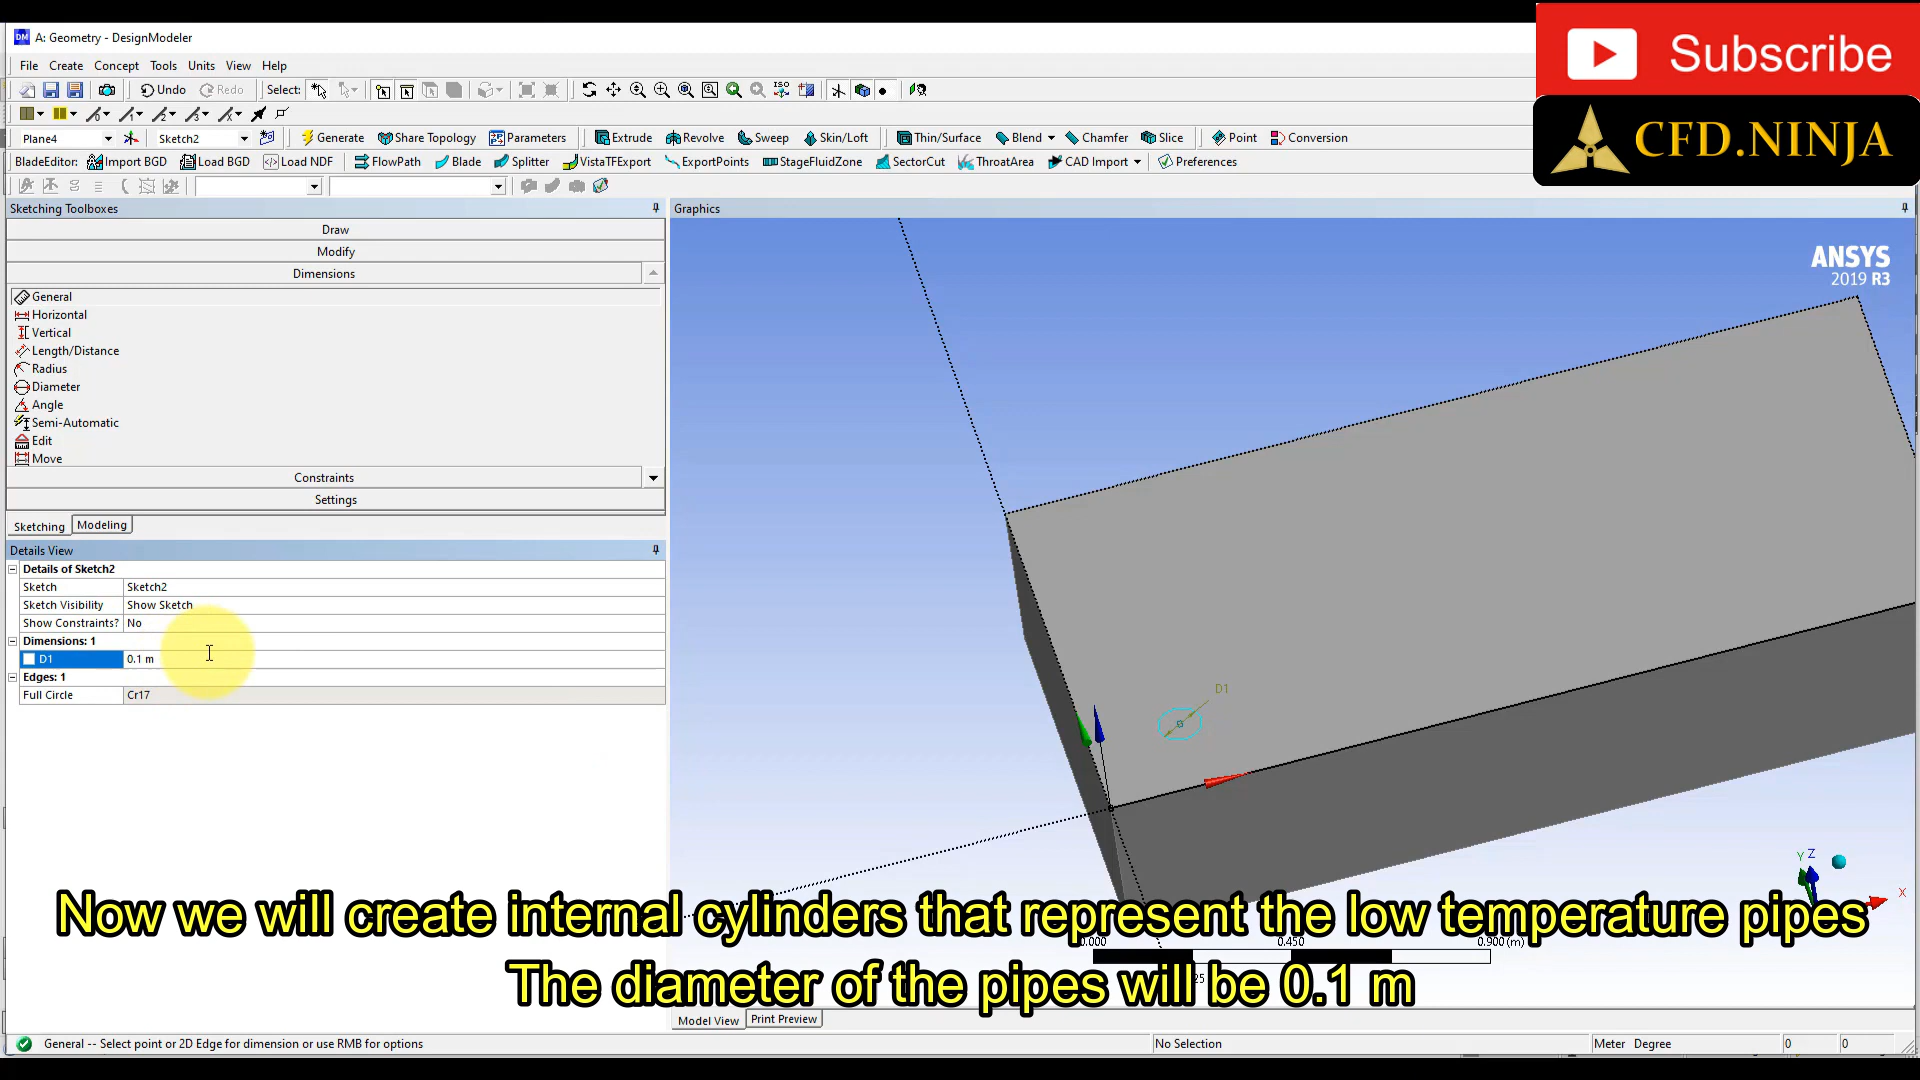 A: Geometry - DesignModeler
Subscribe
File Create Concept Tools Units View Help
Undo Redo Select:
CFD.NINJA
Plane4 Sketch2 Generate Share Topology Parameters Extrude Revolve Sweep Skin/Loft Thin/Surface Blend Chamfer Slice Point Conversion
BladeEditor: Import BGD Load BGD Load NDF FlowPath Blade Splitter VistaTFExport ExportPoints StageFluidZone SectorCut ThroatArea CAD Import Preferences
Sketching Toolboxes
Graphics
Draw
Modify
Dimensions
General
Horizontal
Vertical
Length/Distance
Radius
Diameter
Angle
Semi-Automatic
Edit
Move
Constraints
Settings
Sketching Modeling
ANSYS
2019 R3
Details View
Details of Sketch2
Sketch Sketch2
Sketch Visibility Show Sketch
Show Constraints? No
Dimensions: 1
D1 0.1 m
Edges: 1
Full Circle Cr17
D1
Y Z
X
Now we will create internal cylinders that represent the low temperature pipes
0.000 0.450 0.900 (m)
The diameter of the pipes will be 0.1 m
Model View Print Preview
General -- Select point or 2D Edge for dimension or use RMB for options No Selection Meter Degree 0 0